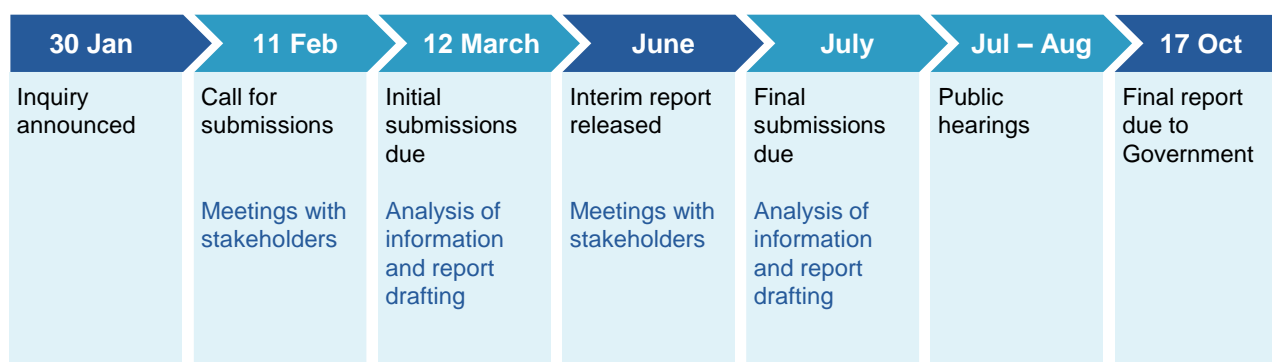 30 Jan
11 Feb
12 March
June
July
Jul – Aug
17 Oct
Inquiry
announced
Call for
submissions
Meetings with
stakeholders
Initial
submissions
due
Analysis of
information
and report
drafting
Interim report
released
Meetings with
stakeholders
Final
submissions
due
Analysis of
information
and report
drafting
Public
hearings
Final report
due to
Government